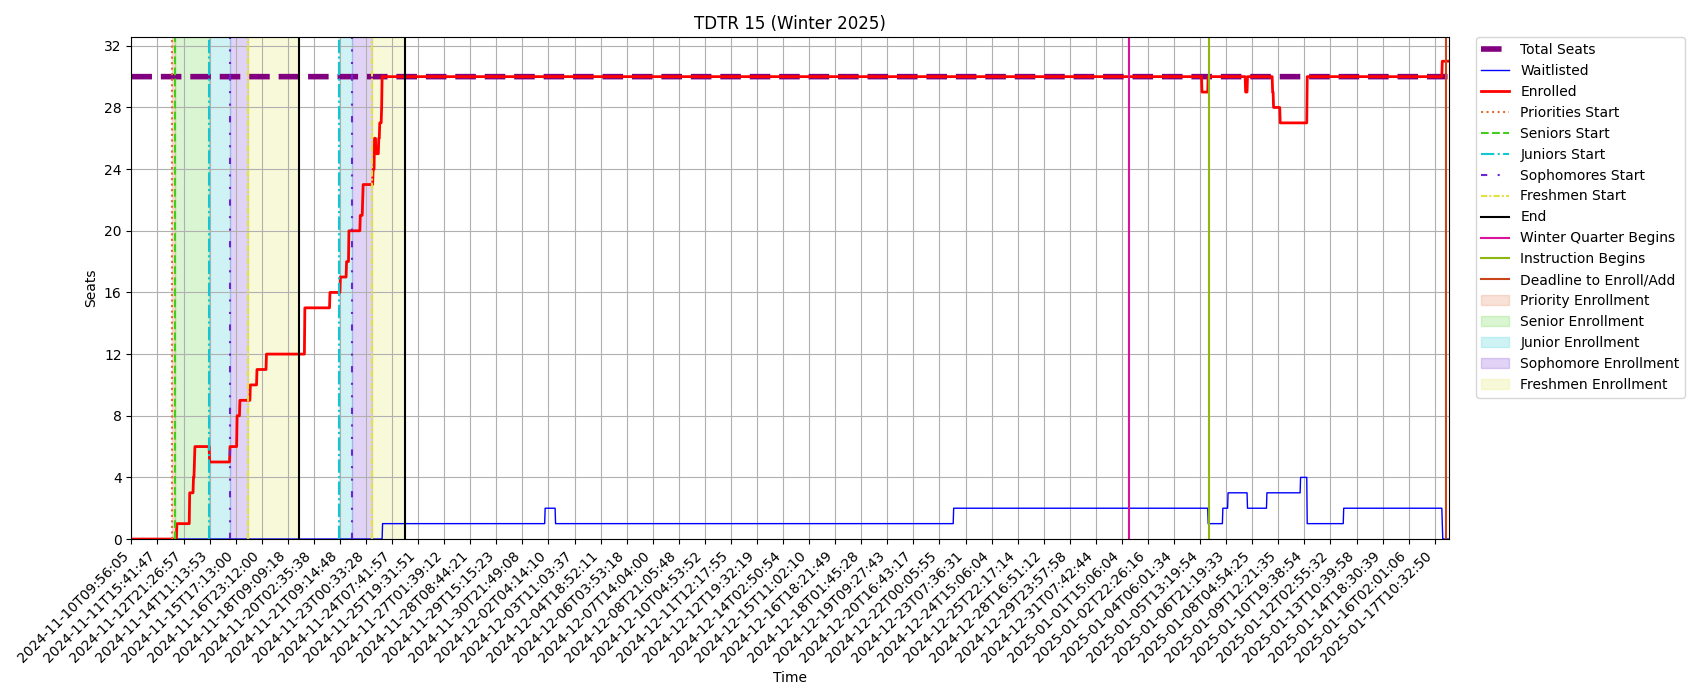 TDTR 15 (Winter 2025)
Seats
32
28
24
20
16
12
8
4
0
2024-11-10T09:56:05
2024-11-11T15:41:47
2024-11-12T21:26:57
2024-11-14T11:13:53
2024-11-15T17:13:00
2024-11-16T23:12:00
2024-11-18T09:09:18
2024-11-20T02:35:38
2024-11-21T09:14:48
2024-11-23T00:33:28
2024-11-24T07:41:57
2024-11-25T19:31:51
2024-11-27T01:39:12
2024-11-28T08:44:21
2024-11-29T15:15:23
2024-11-30T21:49:08
2024-12-02T04:14:10
2024-12-03T11:03:37
2024-12-04T18:52:11
2024-12-06T03:53:18
2024-12-07T14:04:00
2024-12-08T21:05:48
2024-12-10T04:53:52
2024-12-11T12:17:55
2024-12-12T19:32:19
2024-12-14T02:50:54
2024-12-15T11:02:10
2024-12-16T18:21:49
2024-12-18T01:45:28
2024-12-19T09:27:43
2024-12-20T16:43:17
2024-12-22T00:05:55
2024-12-23T07:36:31
2024-12-24T15:06:04
2024-12-25T22:17:14
2024-12-28T16:51:12
2024-12-29T23:57:58
2024-12-31T07:42:44
2025-01-01T15:06:04
2025-01-02T22:26:16
2025-01-04T06:01:34
2025-01-05T13:19:54
2025-01-06T21:19:33
2025-01-08T04:54:25
2025-01-09T12:21:35
2025-01-10T19:38:54
2025-01-12T02:55:32
2025-01-13T10:39:58
2025-01-14T18:30:39
2025-01-16T02:01:06
2025-01-17T10:32:50
Time
Total Seats
Waitlisted
Enrolled
Priorities Start
Seniors Start
Juniors Start
Sophomores Start
Freshmen Start
End
Winter Quarter Begins
Instruction Begins
Deadline to Enroll/Add
Priority Enrollment
Senior Enrollment
Junior Enrollment
Sophomore Enrollment
Freshmen Enrollment